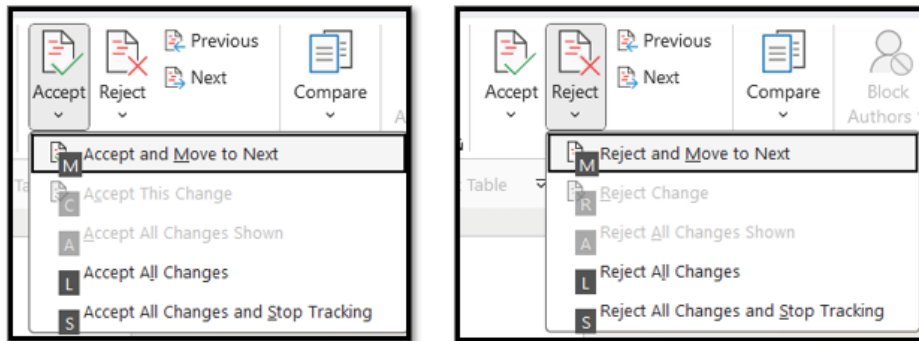 Accept
Reject
Previous
Next
Compare
A
Accept and Move to Next
M
Ta
Accept This Change
C
Accept All Changes Shown
A
Accept All Changes
L
Accept All Changes and Stop Tracking
S
Accept
Reject
Previous
Next
Compare
Block
Authors
Reject and Move to Next
M
Table
Reject Change
R
Reject All Changes Shown
A
Reject All Changes
L
Reject All Changes and Stop Tracking
S